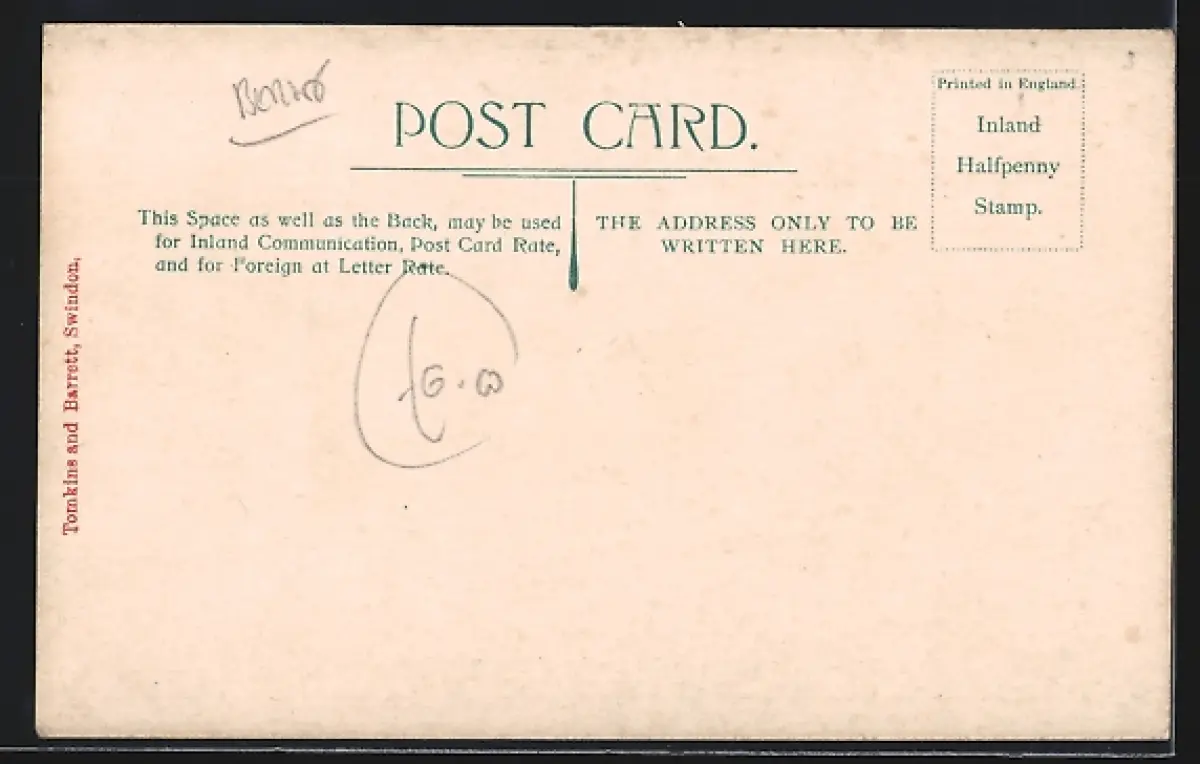 POST CARD.
Printed in England.
Inland
Halfpenny
Stamp.
This Space as well as the Back, may be used
for Inland Communication, Post Card Rate,
and for Foreign at Letter Rate.
THE ADDRESS ONLY TO BE
WRITTEN HERE.
Tomkins and Barrett, Swindon,